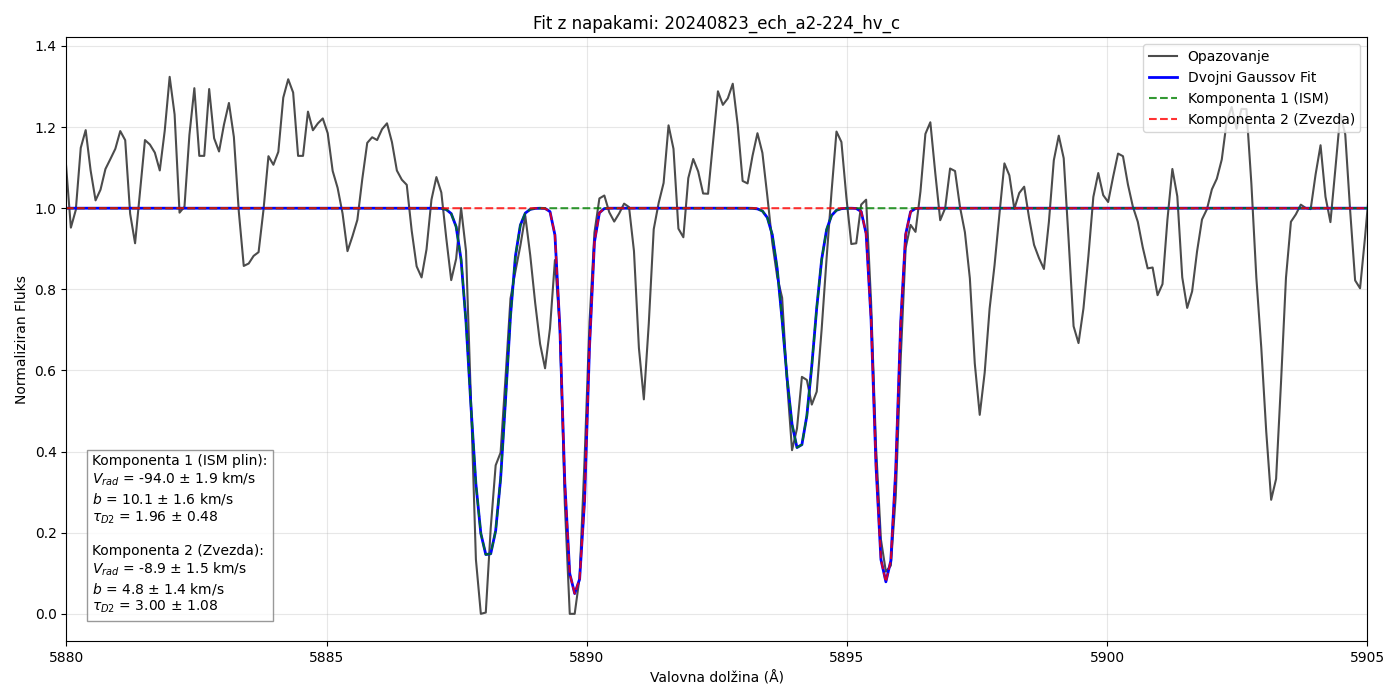 Fit z napakami: 20240823_ech_a2-224_hv_c
Normaliziran Fluks
1.4
1.2
1.0
0.8
0.6
0.4
0.2
0.0
Opazovanje
Dvojni Gaussov Fit
Komponenta 1 (ISM)
Komponenta 2 (Zvezda)
Komponenta 1 (ISM plin):
V_rad = -94.0 ± 1.9 km/s
b = 10.1 ± 1.6 km/s
τ_D2 = 1.96 ± 0.48
Komponenta 2 (Zvezda):
V_rad = -8.9 ± 1.5 km/s
b = 4.8 ± 1.4 km/s
τ_D2 = 3.00 ± 1.08
5880 5885 5890 5895 5900 5905
Valovna dolžina (Å)